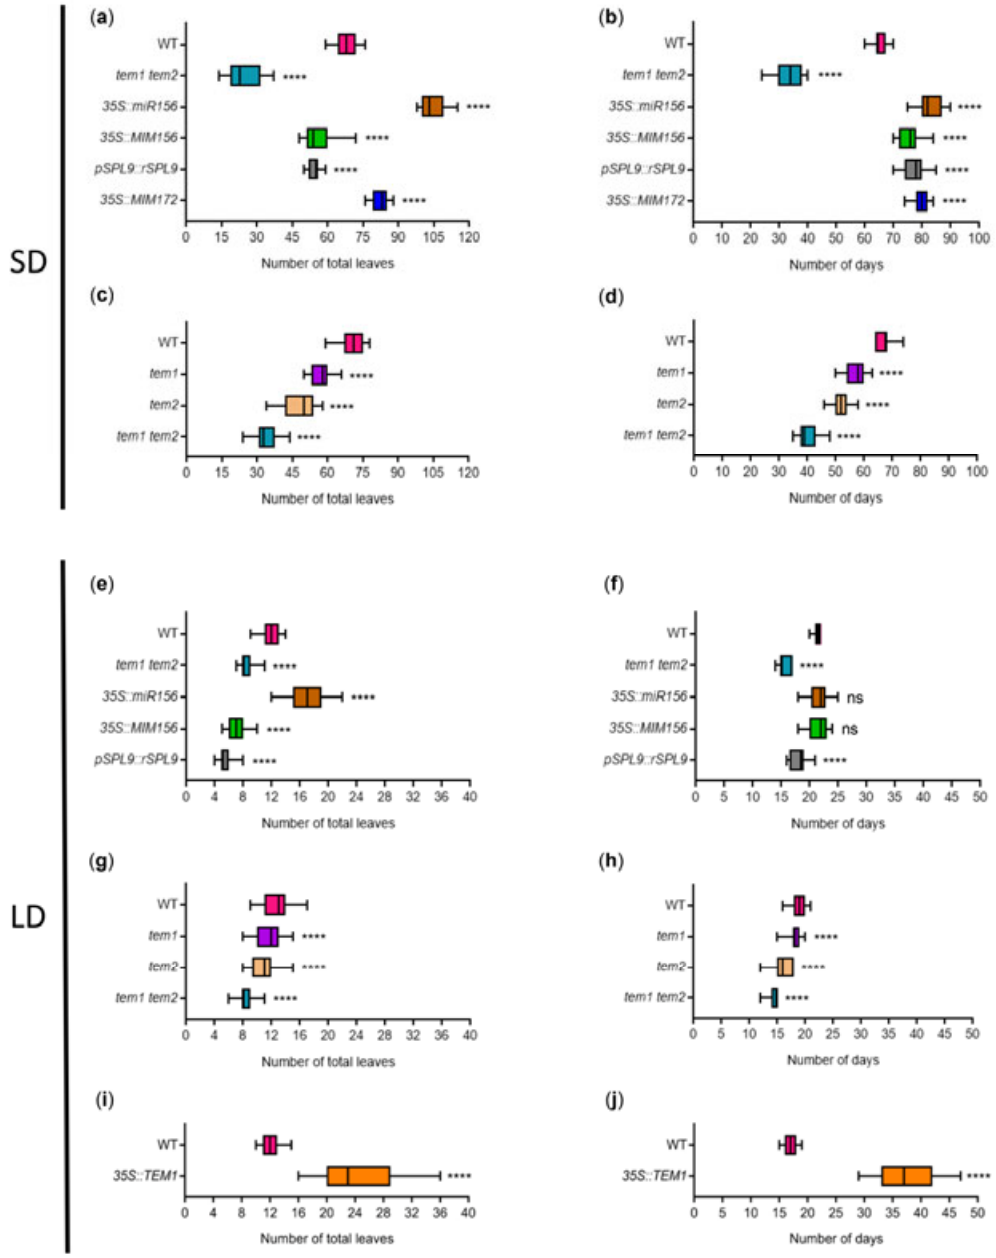 SD
(a)
WT
tem1 tem2
****
35S::miR156
****
35S::MIM156
****
pSPL9::rSPL9
****
35S::MIM172
****
0 15 30 45 60 75 90 105 120
Number of total leaves
(b)
WT
tem1 tem2
****
35S::miR156
****
35S::MIM156
****
pSPL9::rSPL9
****
35S::MIM172
****
0 10 20 30 40 50 60 70 80 90 100
Number of days
(c)
WT
tem1
****
tem2
****
tem1 tem2
****
0 15 30 45 60 75 90 105 120
Number of total leaves
(d)
WT
tem1
****
tem2
****
tem1 tem2
****
0 10 20 30 40 50 60 70 80 90 100
Number of days
LD
(e)
WT
tem1 tem2
****
35S::miR156
****
35S::MIM156
****
pSPL9::rSPL9
****
0 4 8 12 16 20 24 28 32 36 40
Number of total leaves
(f)
WT
tem1 tem2
****
35S::miR156
ns
35S::MIM156
ns
pSPL9::rSPL9
****
0 5 10 15 20 25 30 35 40 45 50
Number of days
(g)
WT
tem1
****
tem2
****
tem1 tem2
****
0 4 8 12 16 20 24 28 32 36 40
Number of total leaves
(h)
WT
tem1
****
tem2
****
tem1 tem2
****
0 5 10 15 20 25 30 35 40 45 50
Number of days
(i)
WT
35S::TEM1
****
0 4 8 12 16 20 24 28 32 36 40
Number of total leaves
(j)
WT
35S::TEM1
****
0 5 10 15 20 25 30 35 40 45 50
Number of days